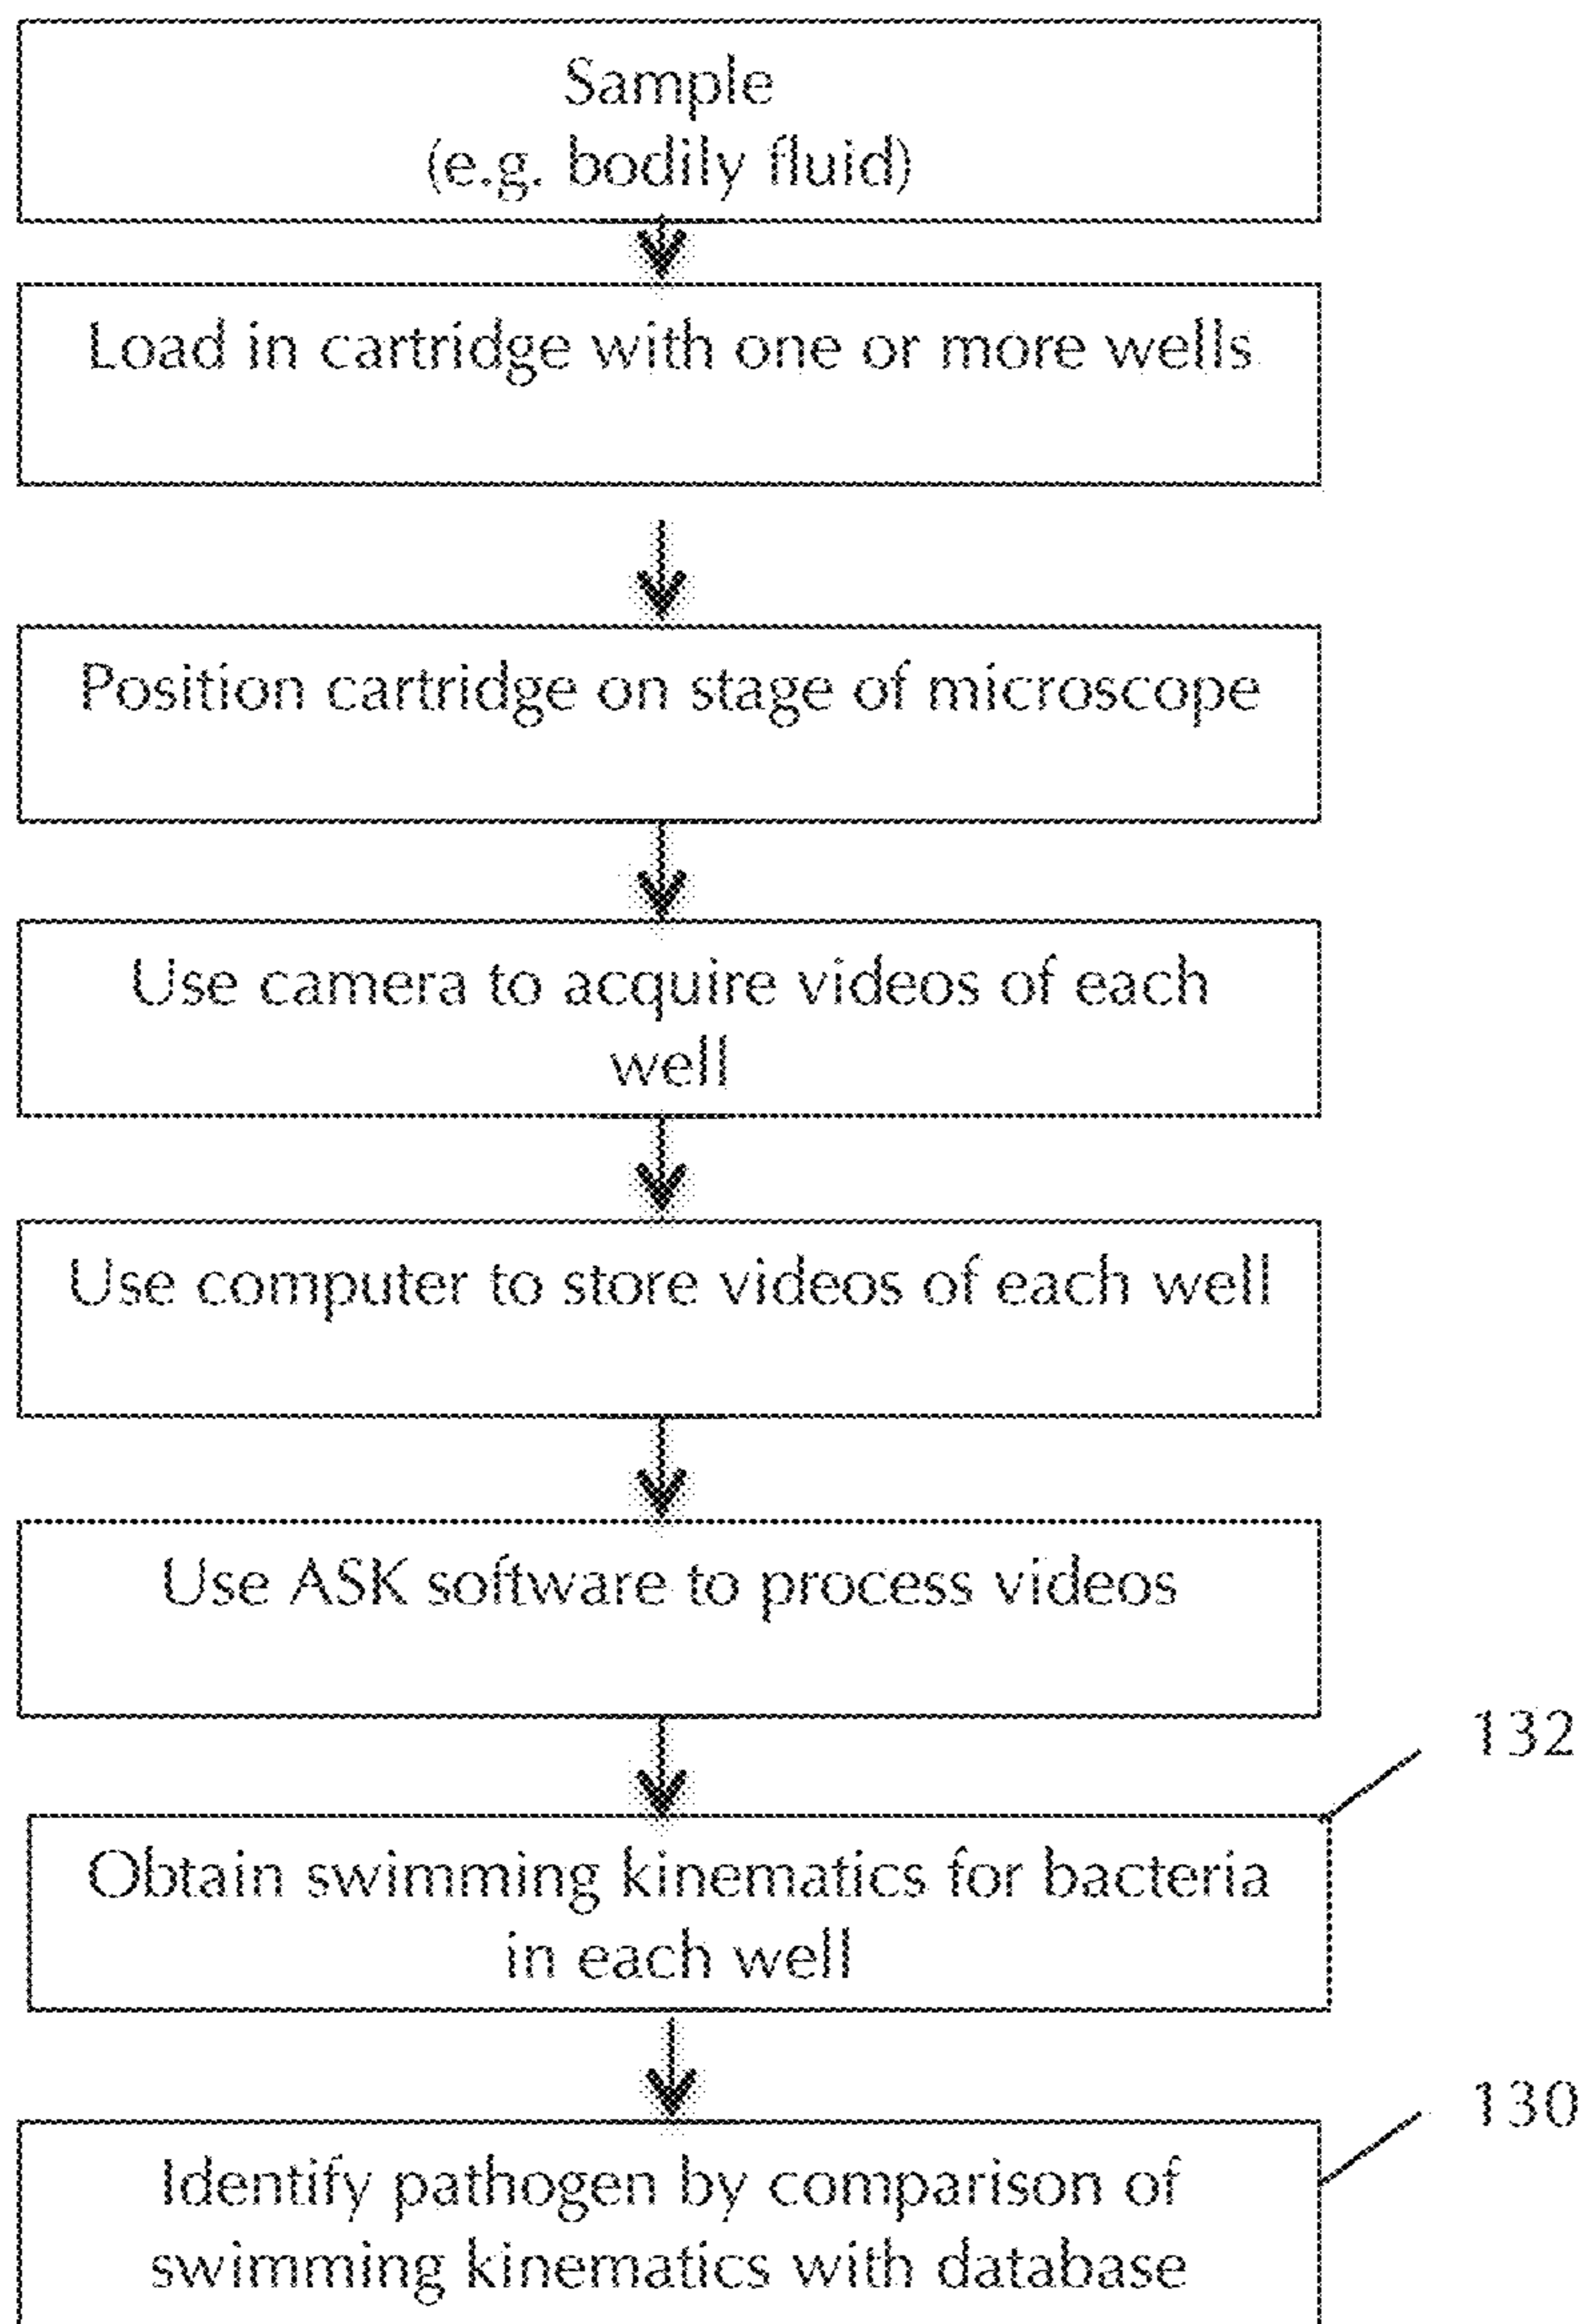 Sample
(e.g. bodily fluid)
Load in cartridge with one or more wells
Position cartridge on stage of microscope
Use camera to acquire videos of each
well
Use computer to store videos of each well
Use ASK software to process videos
132
Obtain swimming kinematics for bacteria
in each well
130
Identify pathogen by comparison of
swimming kinematics with database